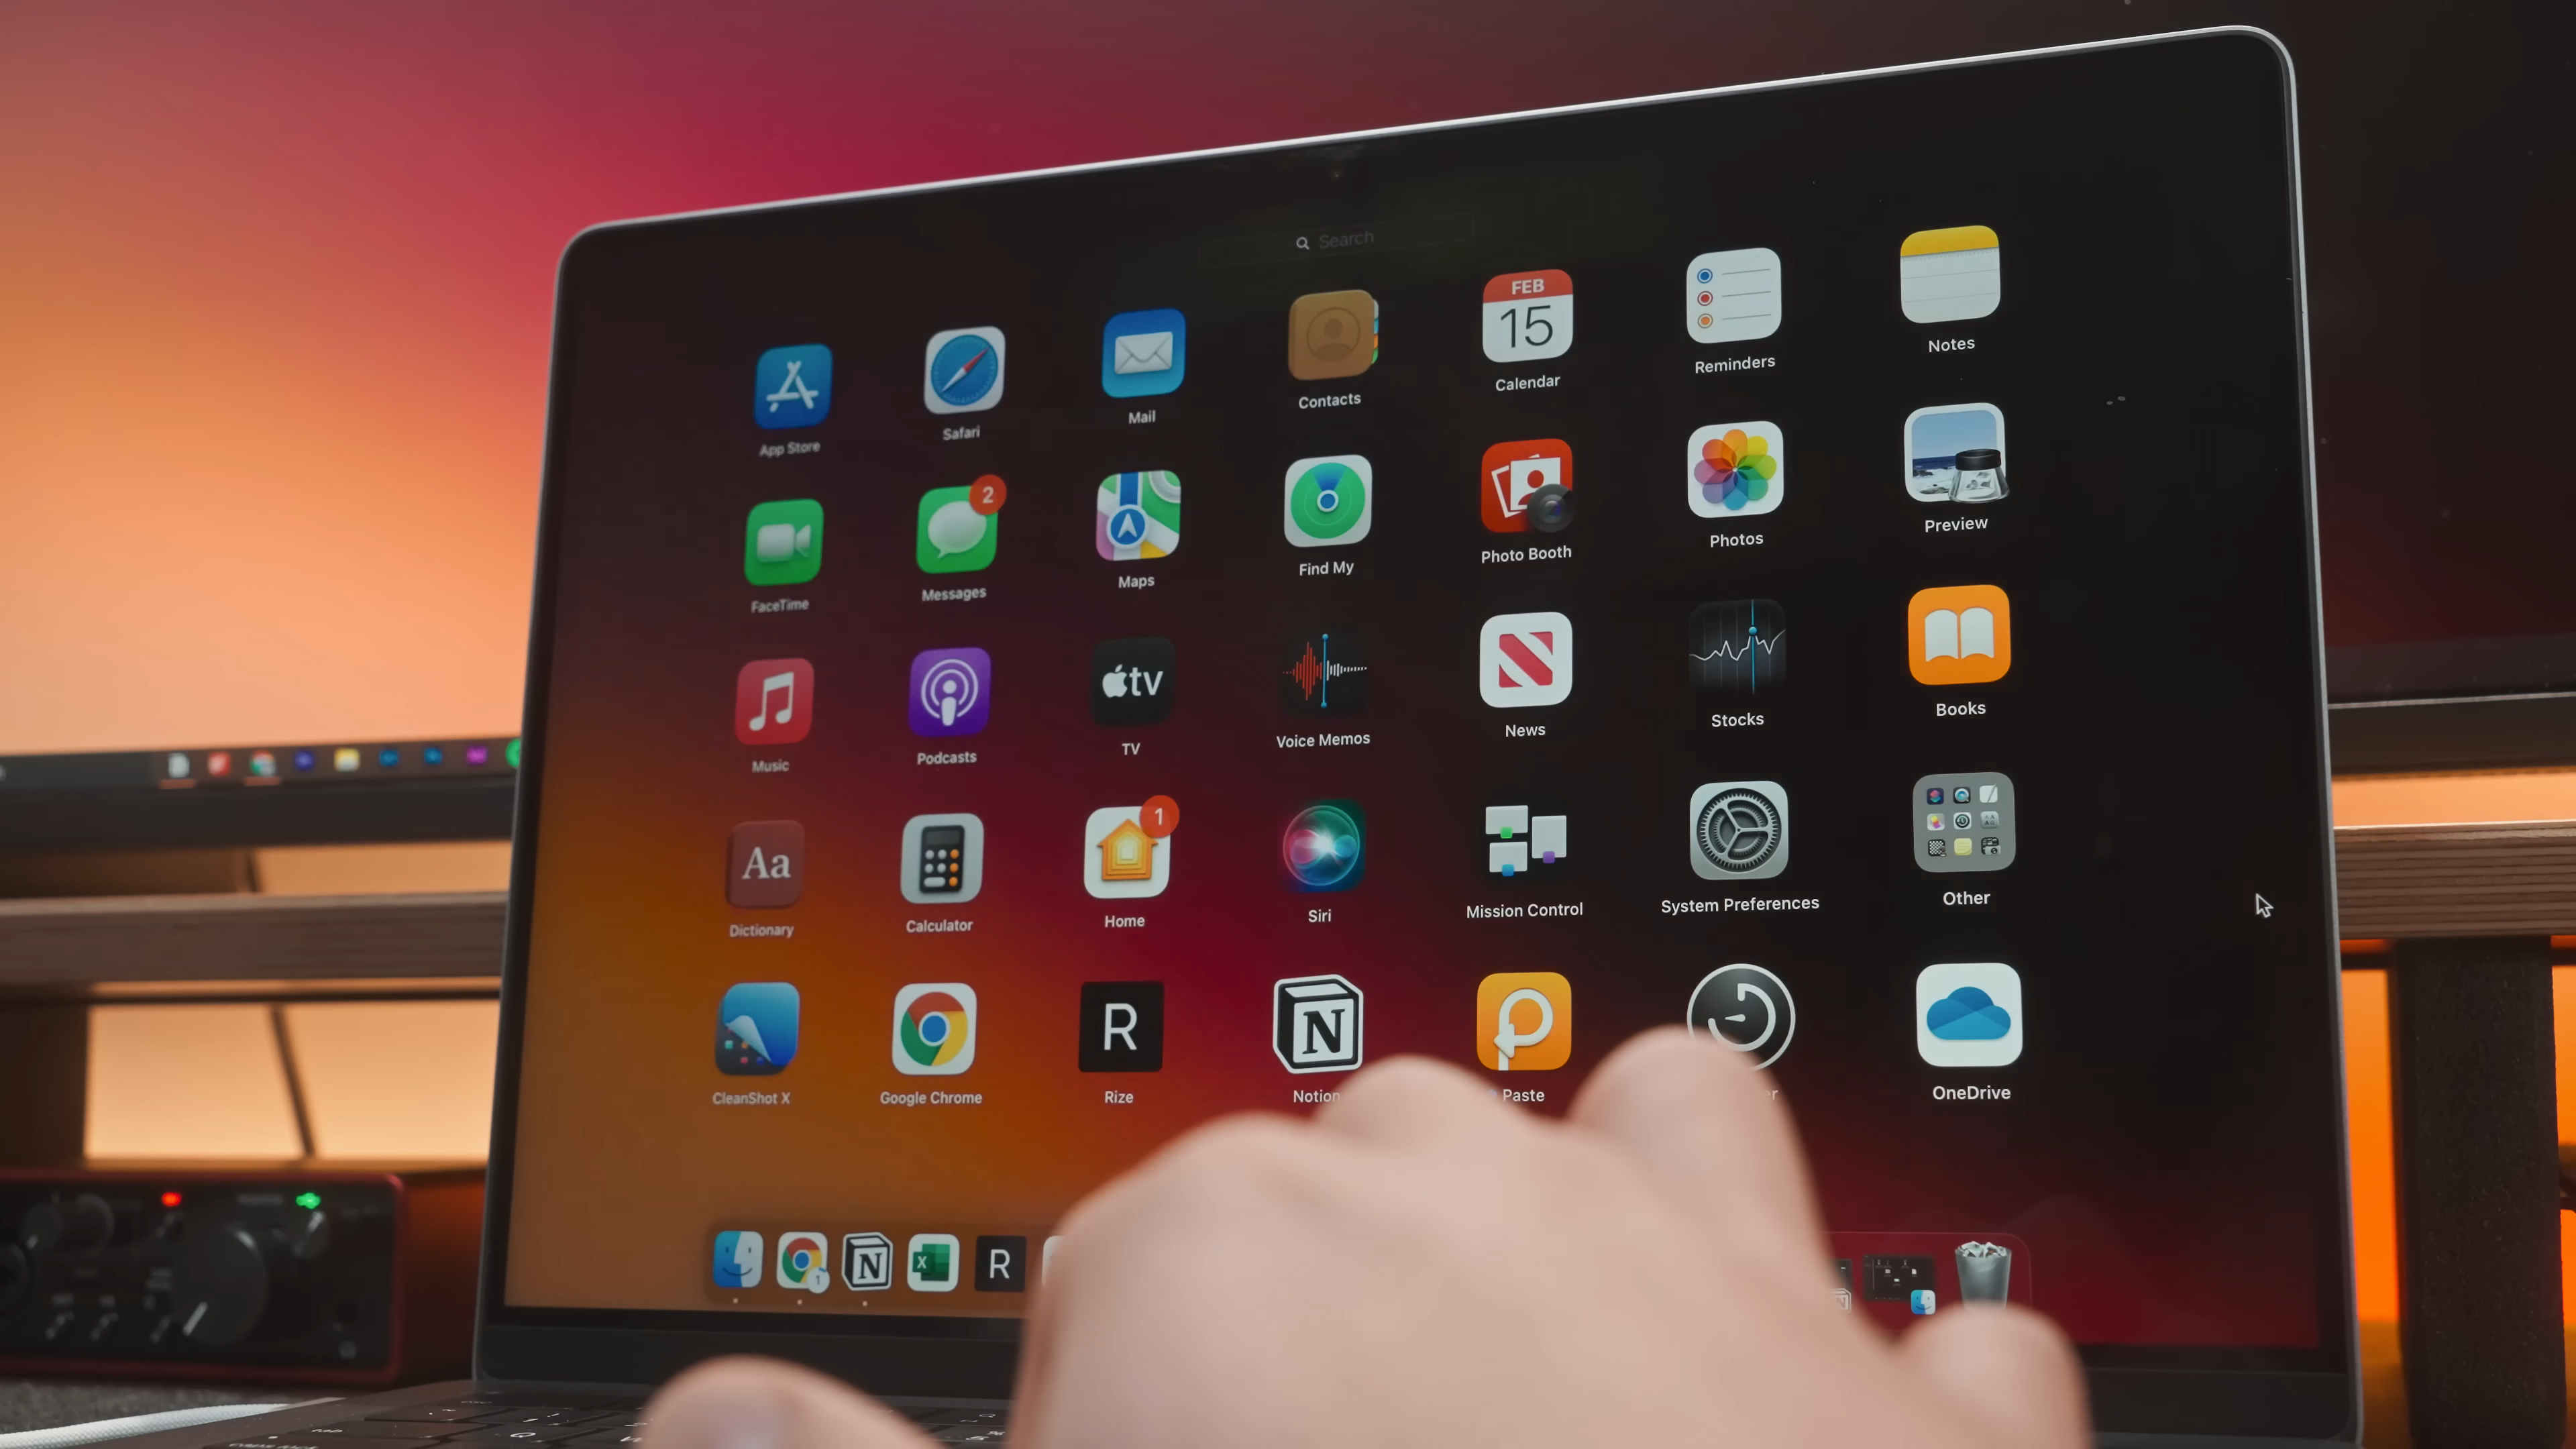 Search
FEB
15
App Store
Safari
Mail
Contacts
Calendar
Reminders
Notes
2
FaceTime
Messages
Maps
Find My
Photo Booth
Photos
Preview
tv
Music
Podcasts
TV
Voice Memos
News
Stocks
Books
Aa
1
Dictionary
Calculator
Home
Siri
Mission Control
System Preferences
Other
R
N
CleanShot X
Google Chrome
Rize
Notion
Paste
OneDrive
1
N
X
R